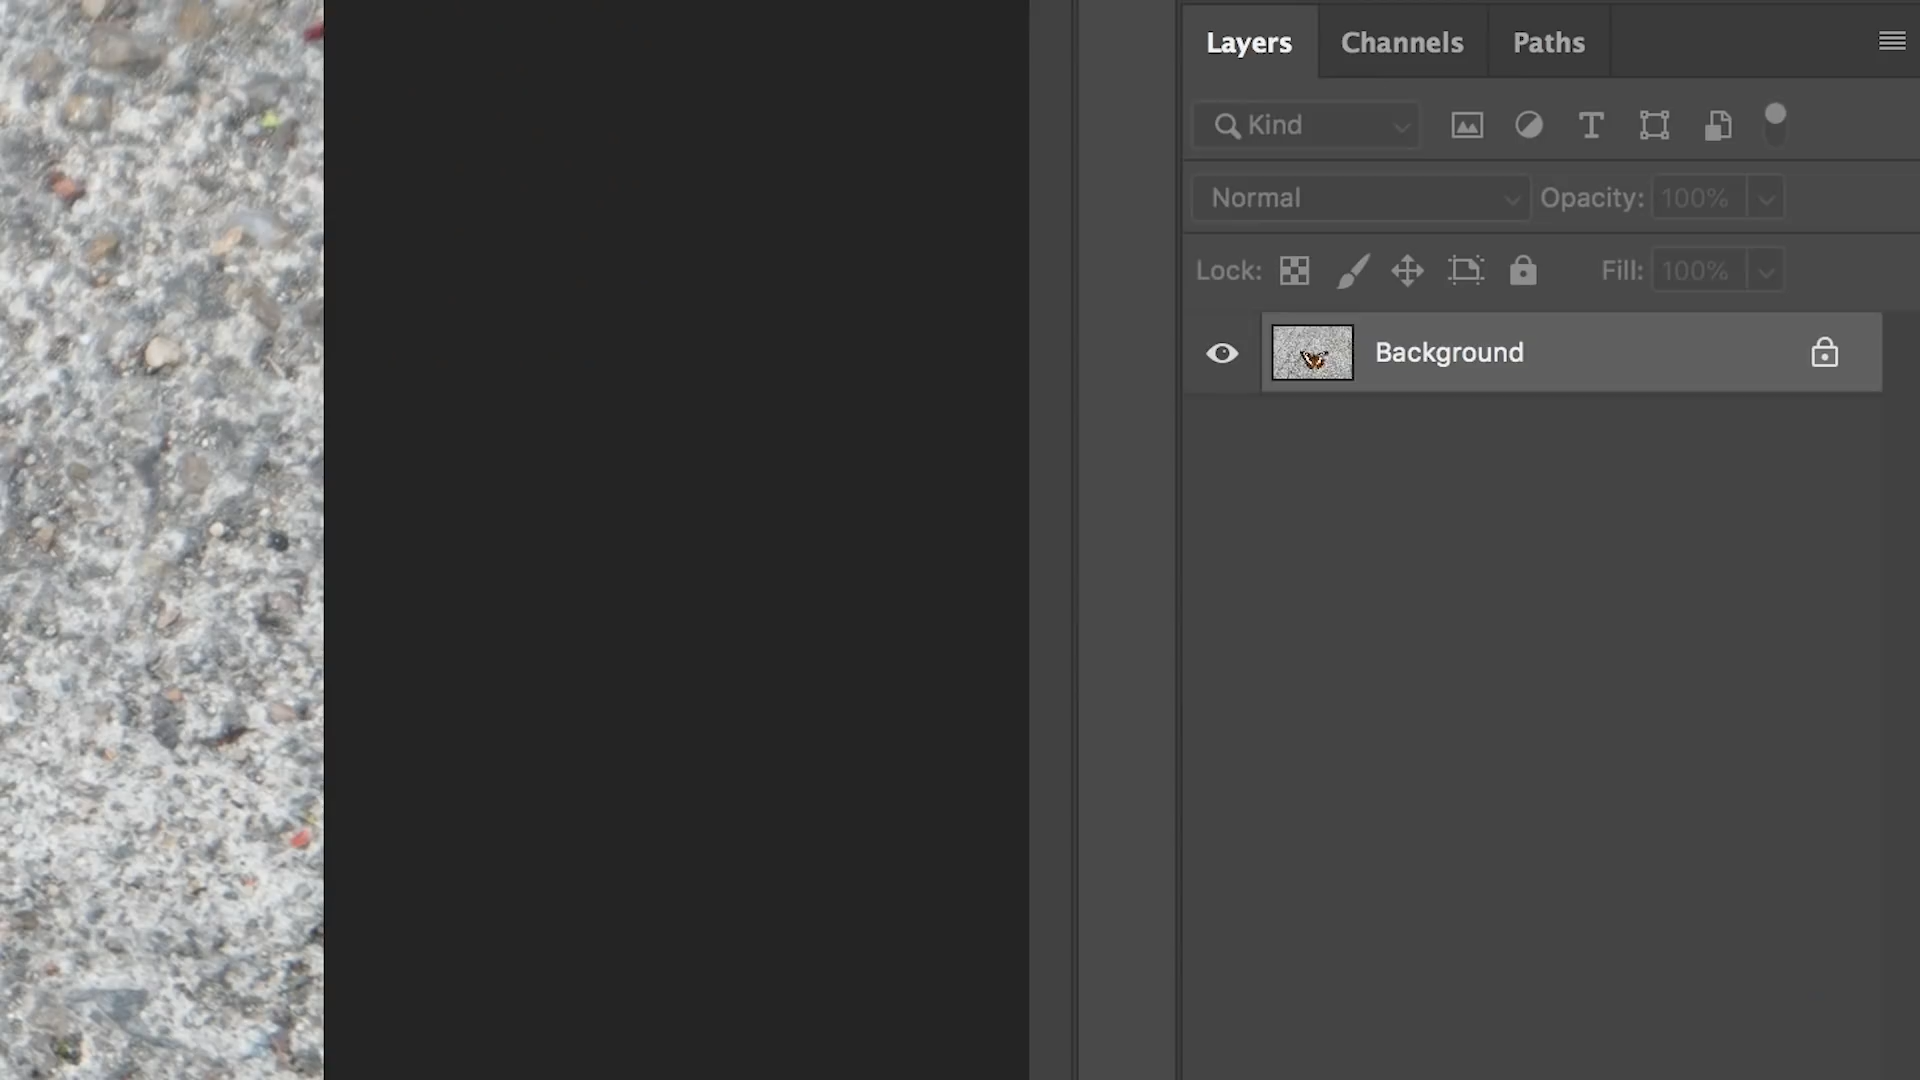 Layers Channels Paths
Kind
Normal Opacity: 100%
Lock: Fill: 100%
Background